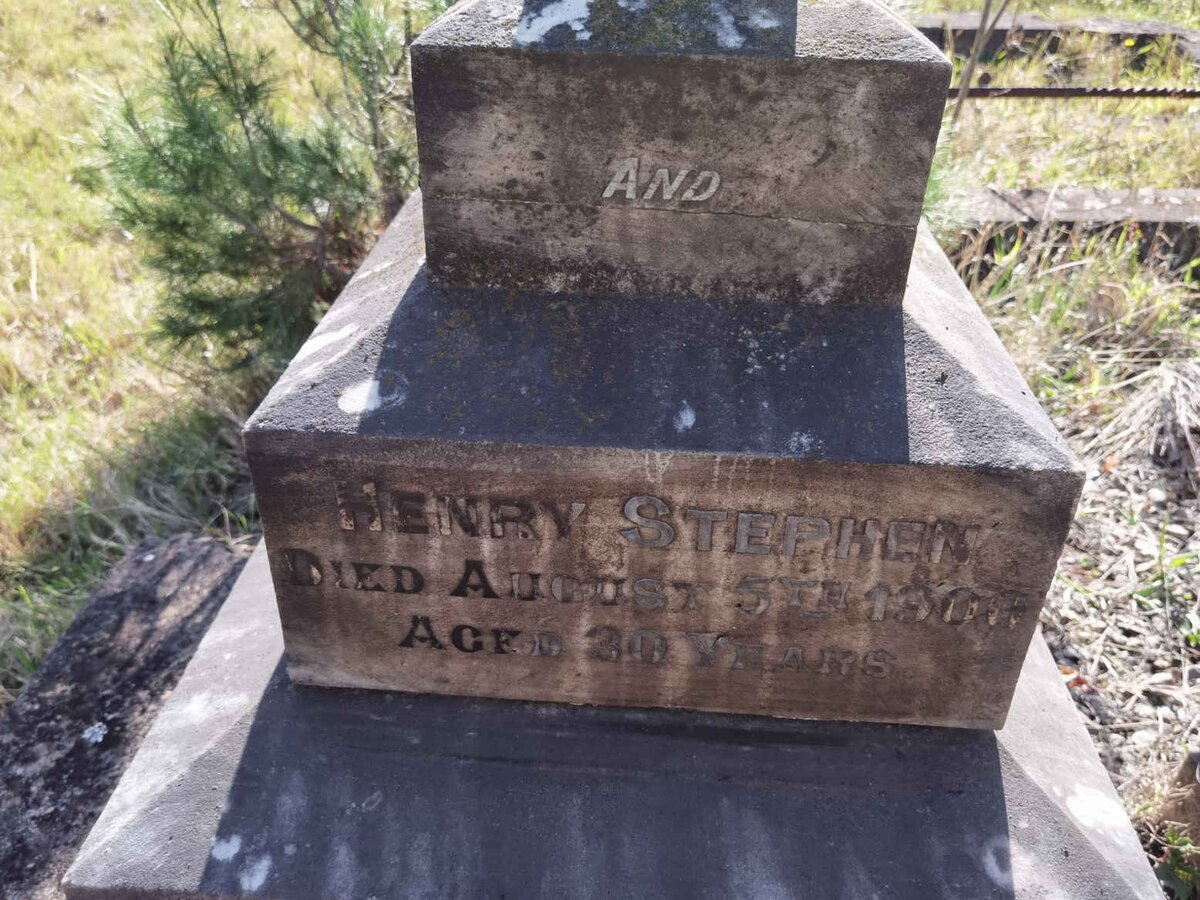 AND
HENRY STEPHEN
DIED AUGUST 5TH
AGED 30 YEARS